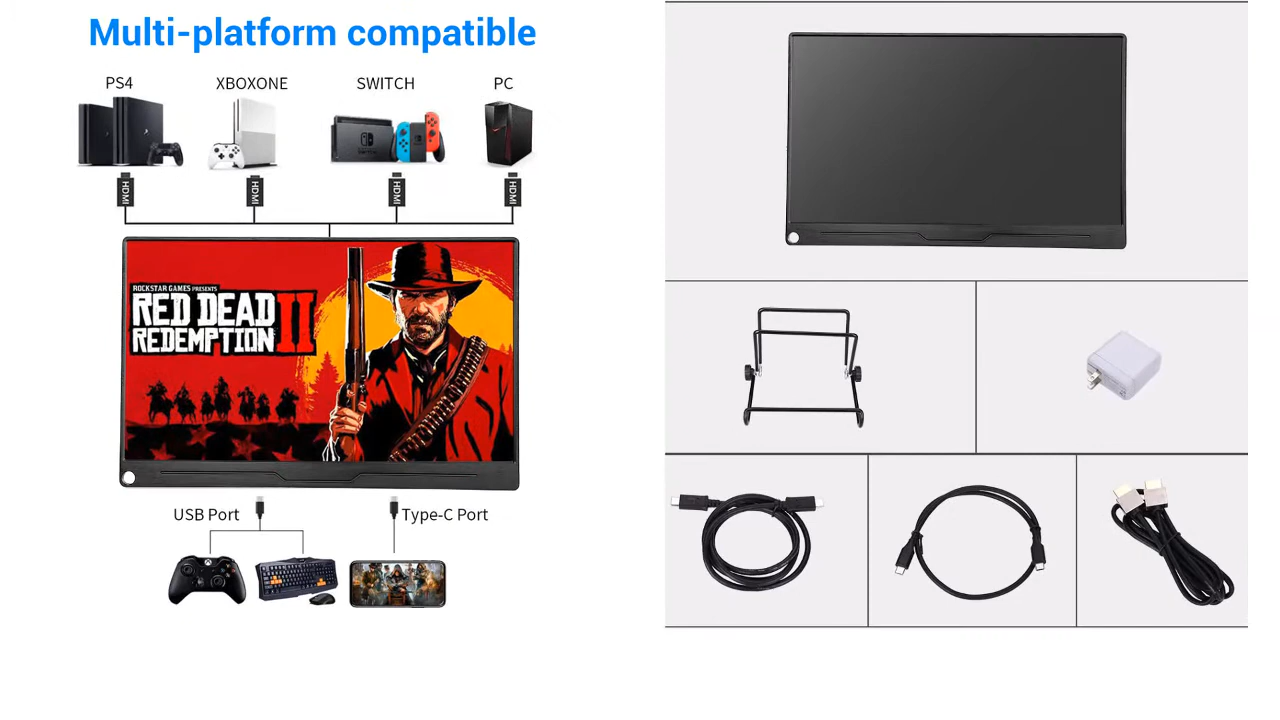 Multi-platform compatible
PS4
XBOXONE
SWITCH
PC
HDMI
HDMI
HDMI
HDMI
ROCKSTAR GAMES PRESENTS
RED DEAD
REDEMPTION II
USB Port
Type-C Port